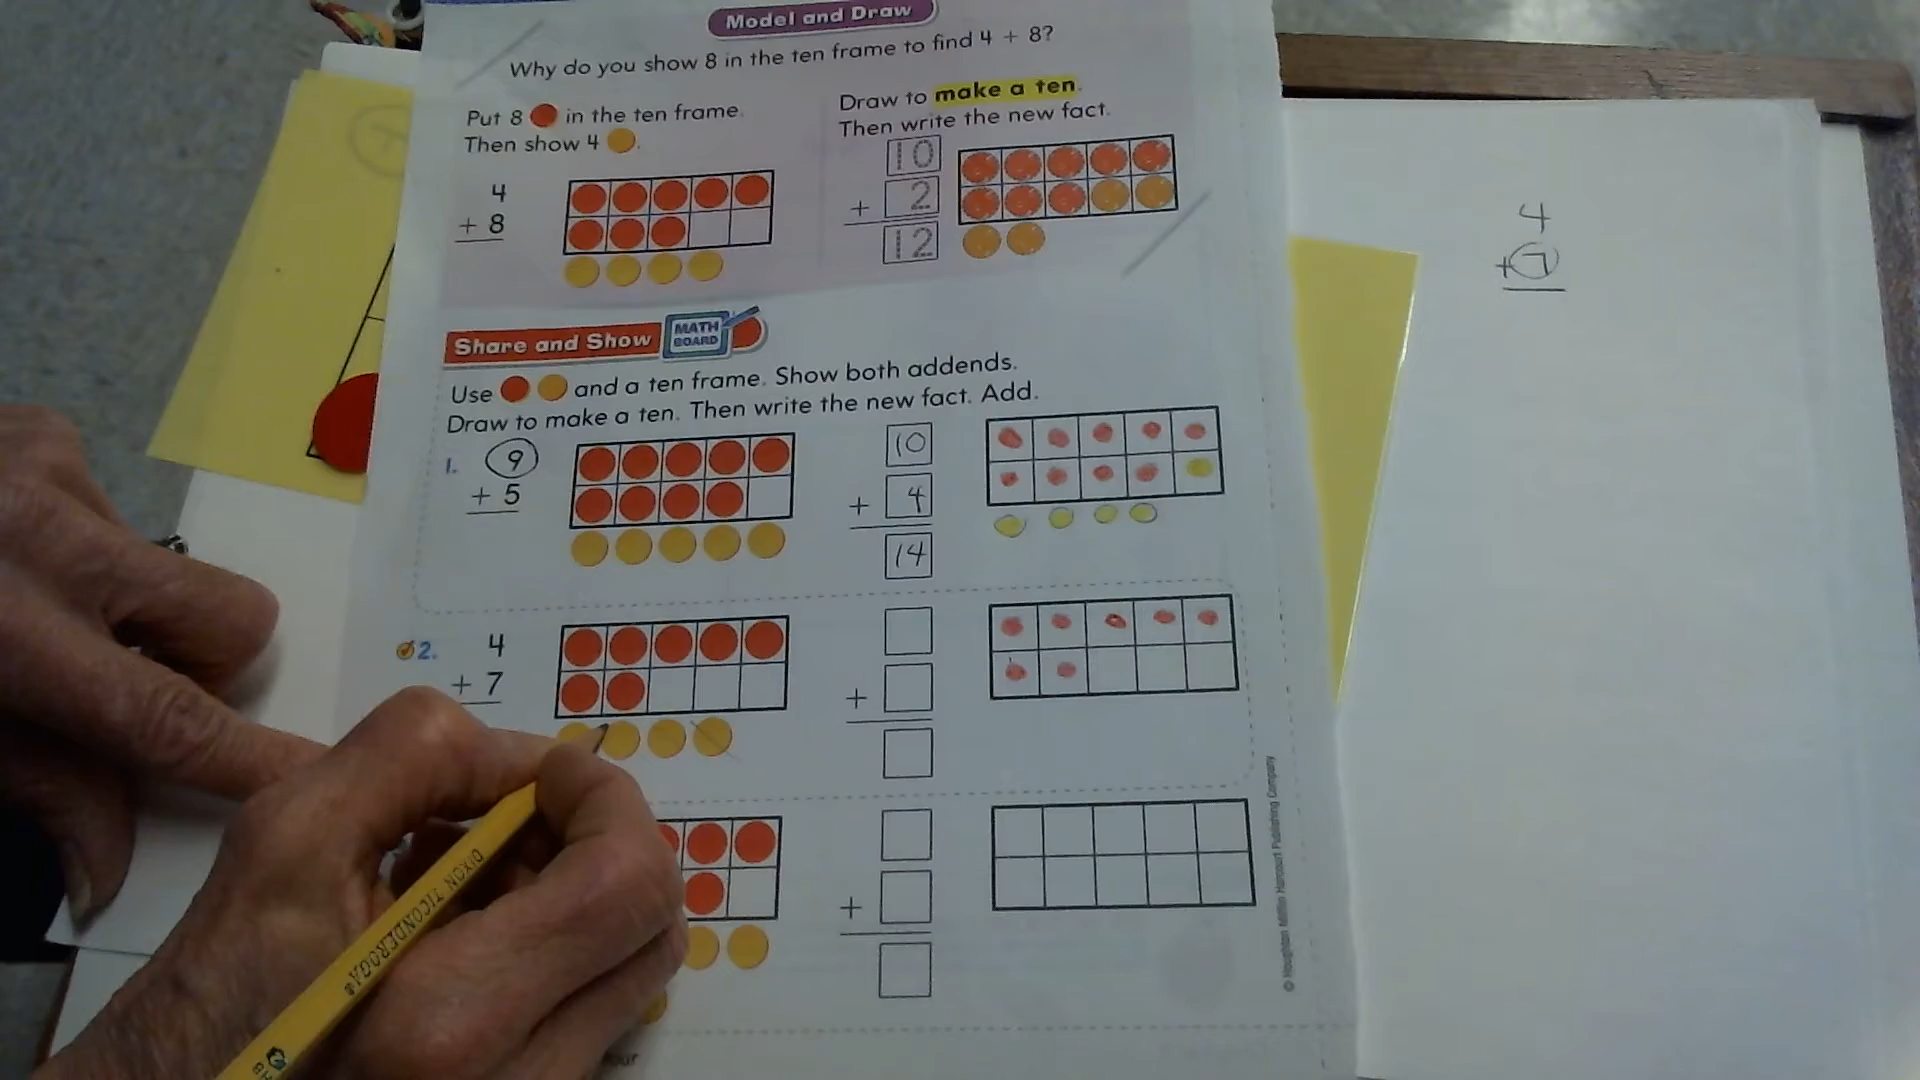 Model and Draw
Why do you show 8 in the ten frame to find 4 + 8?
Put 8 in the ten frame.
Then show 4 .
4
+ 8
Draw to make a ten.
Then write the new fact.
10
+ 2
12
4
+ 7
Share and Show
MATH
BOARD
Use and a ten frame. Show both addends.
Draw to make a ten. Then write the new fact. Add.
1. 9
+ 5
10
+ 4
14
2. 4
+ 7
+
+
© Houghton Mifflin Harcourt Publishing Company
DIXON TICONDEROGA®